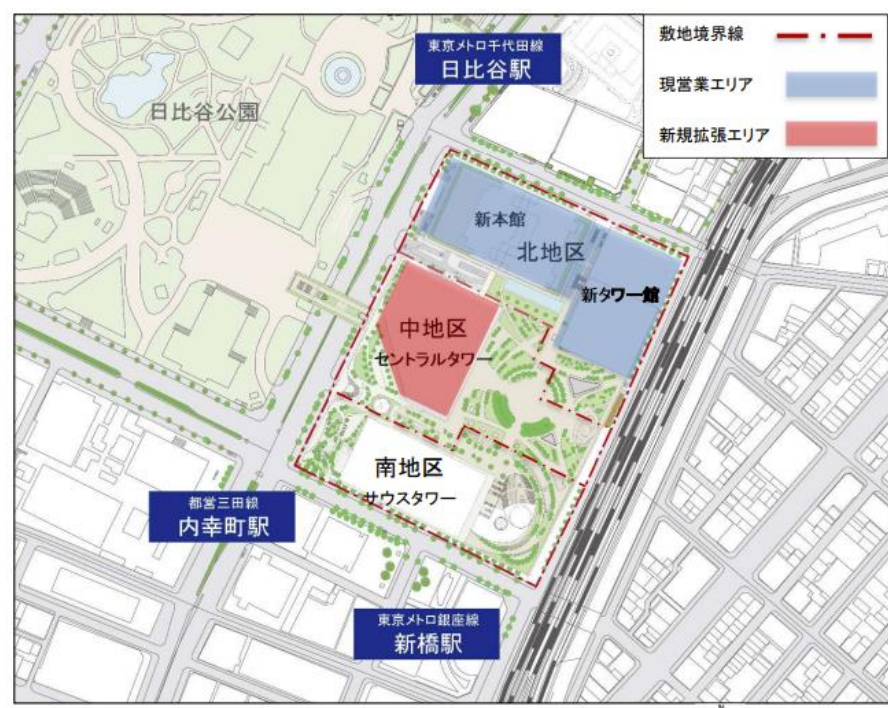 敷地境界線
現営業エリア
新規拡張エリア
東京メトロ千代田線
日比谷駅
日比谷公園
新本館
北地区
新タワー館
中地区
セントラルタワー
南地区
サウスタワー
都営三田線
内幸町駅
東京メトロ銀座線
新橋駅